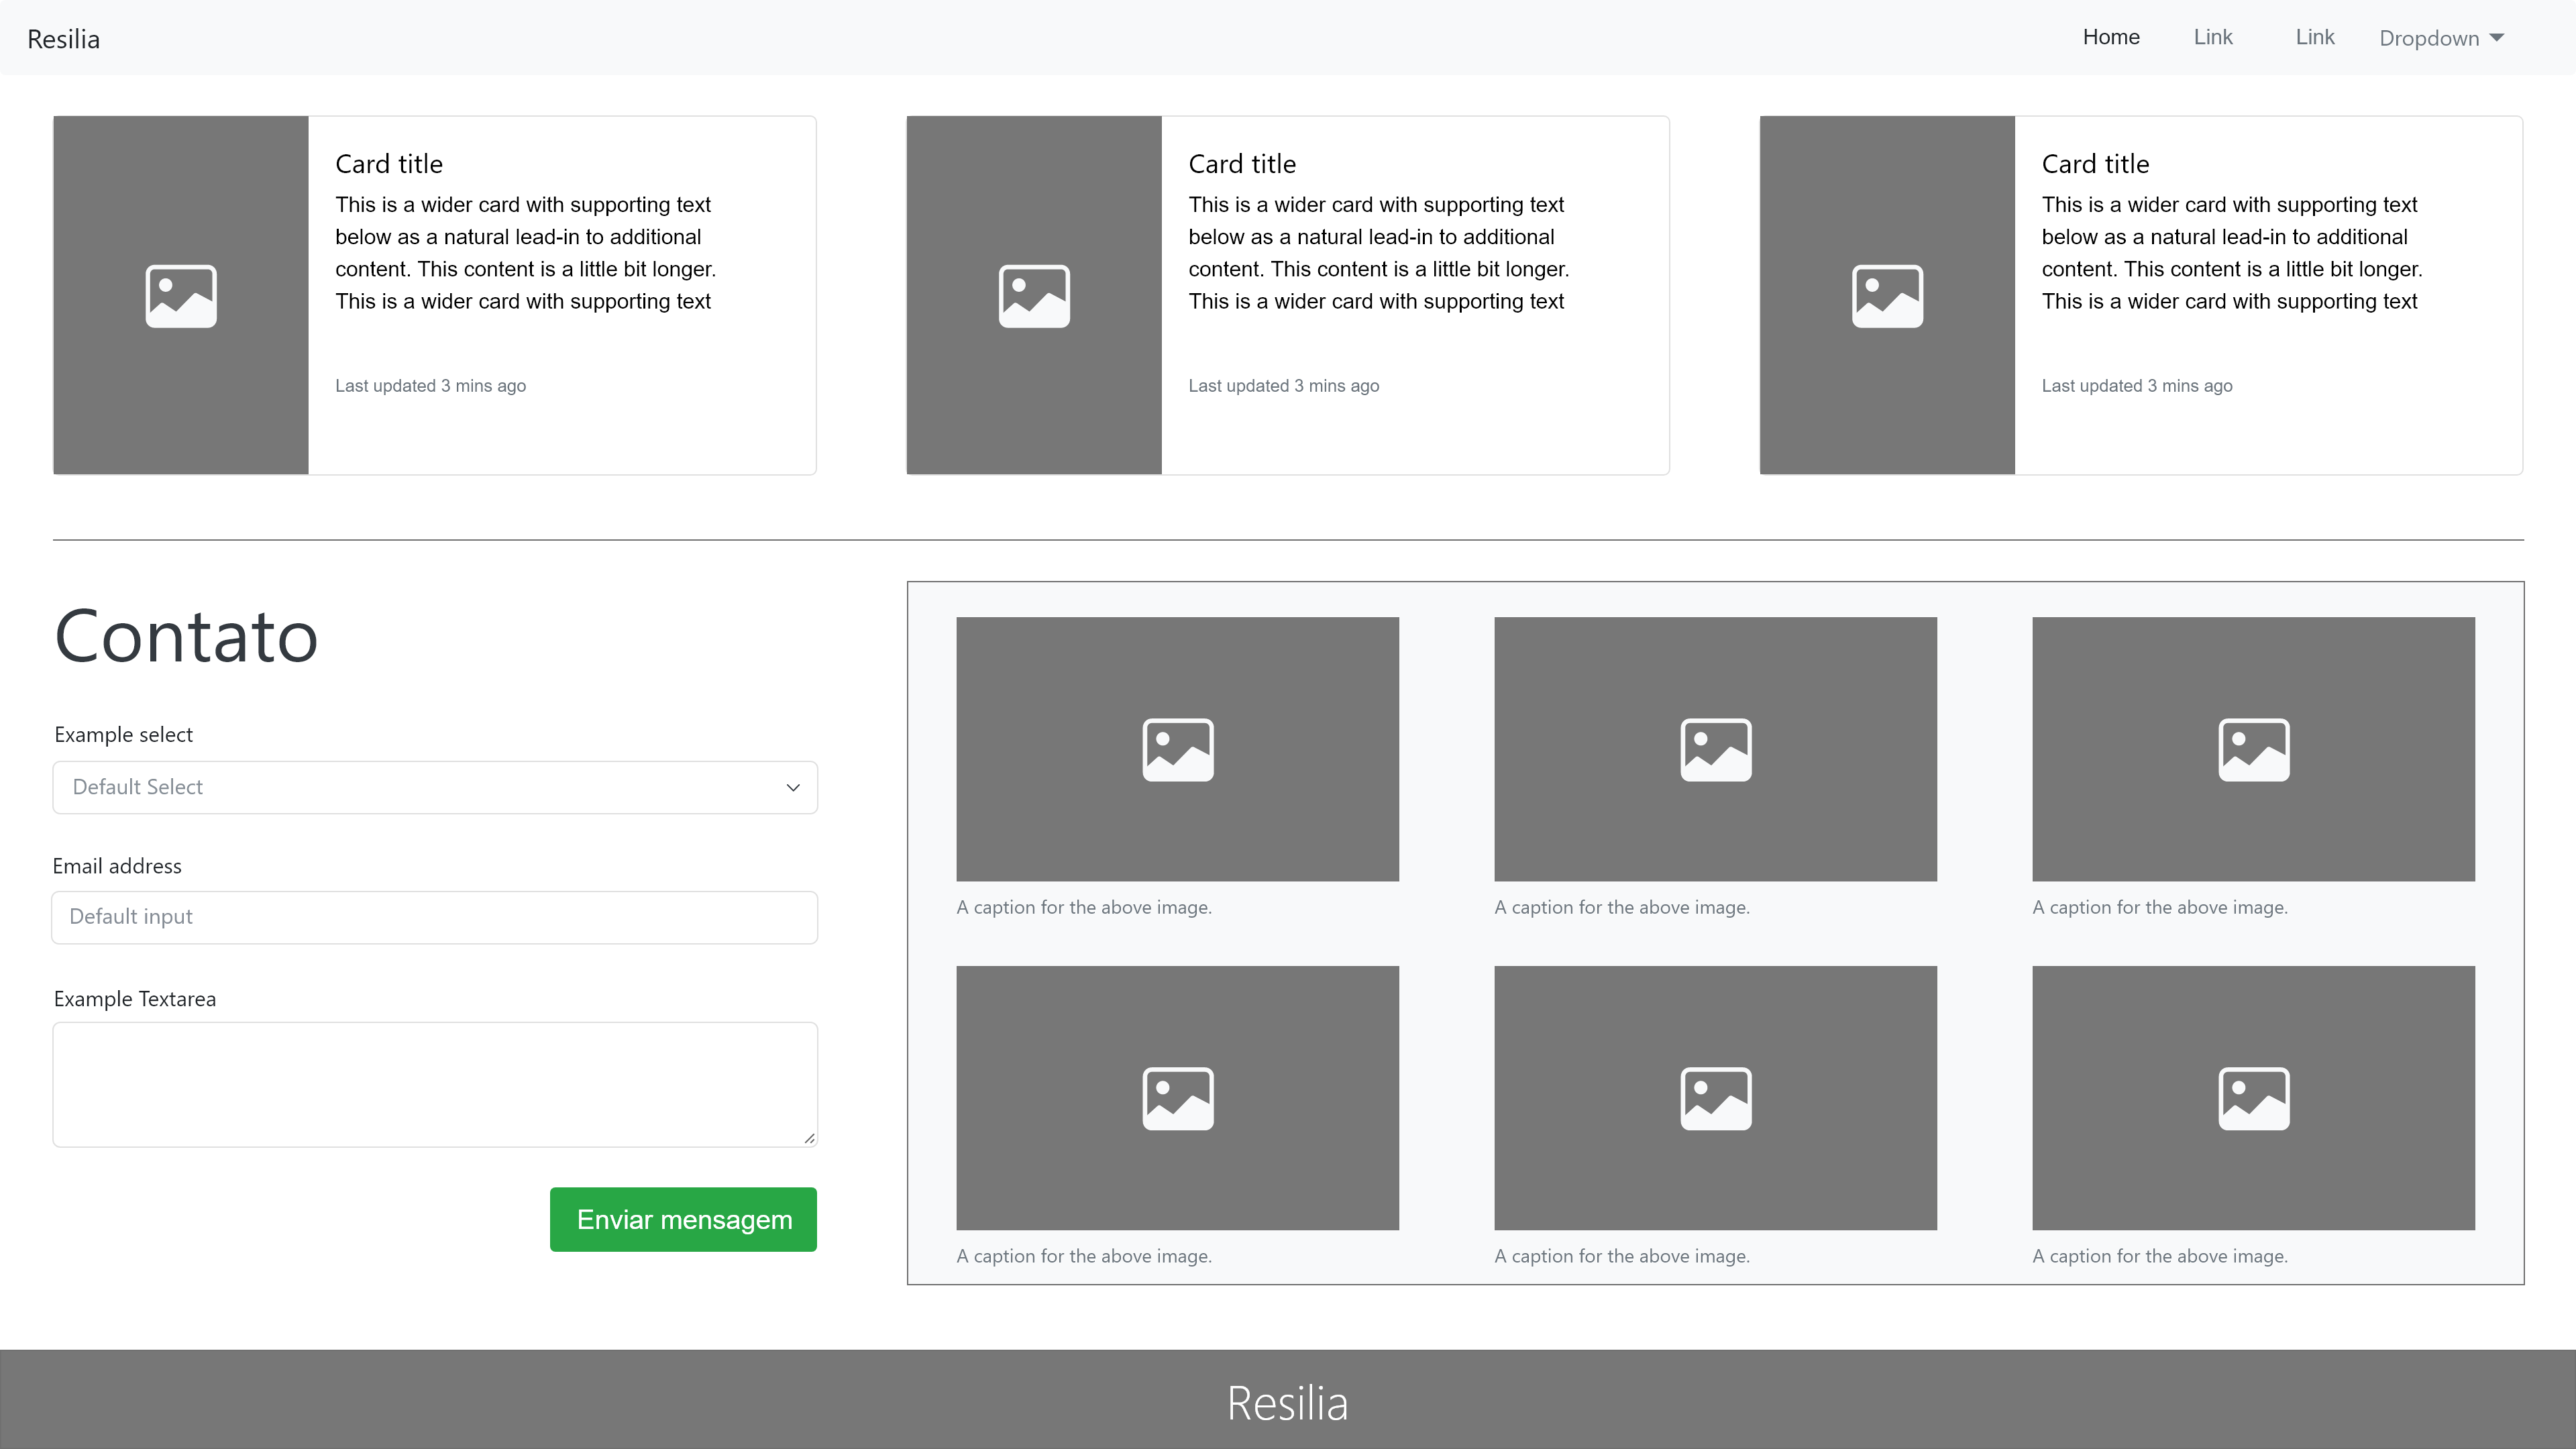 Resilia
Home Link Link Dropdown
Card title
This is a wider card with supporting text
below as a natural lead-in to additional
content. This content is a little bit longer.
This is a wider card with supporting text
Last updated 3 mins ago
Card title
This is a wider card with supporting text
below as a natural lead-in to additional
content. This content is a little bit longer.
This is a wider card with supporting text
Last updated 3 mins ago
Card title
This is a wider card with supporting text
below as a natural lead-in to additional
content. This content is a little bit longer.
This is a wider card with supporting text
Last updated 3 mins ago
Contato
Example select
Default Select
Email address
Default input
Example Textarea
Enviar mensagem
A caption for the above image.
A caption for the above image.
A caption for the above image.
A caption for the above image.
A caption for the above image.
A caption for the above image.
Resilia